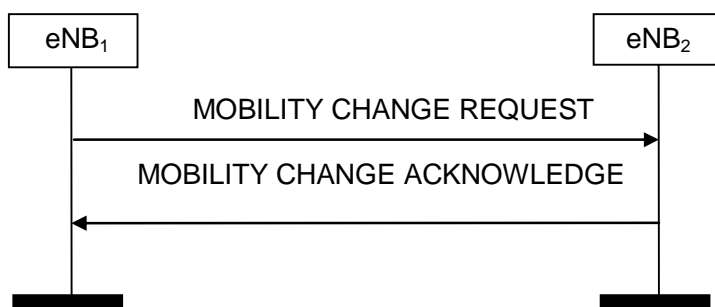 eNB₁
eNB₂
MOBILITY CHANGE REQUEST
MOBILITY CHANGE ACKNOWLEDGE